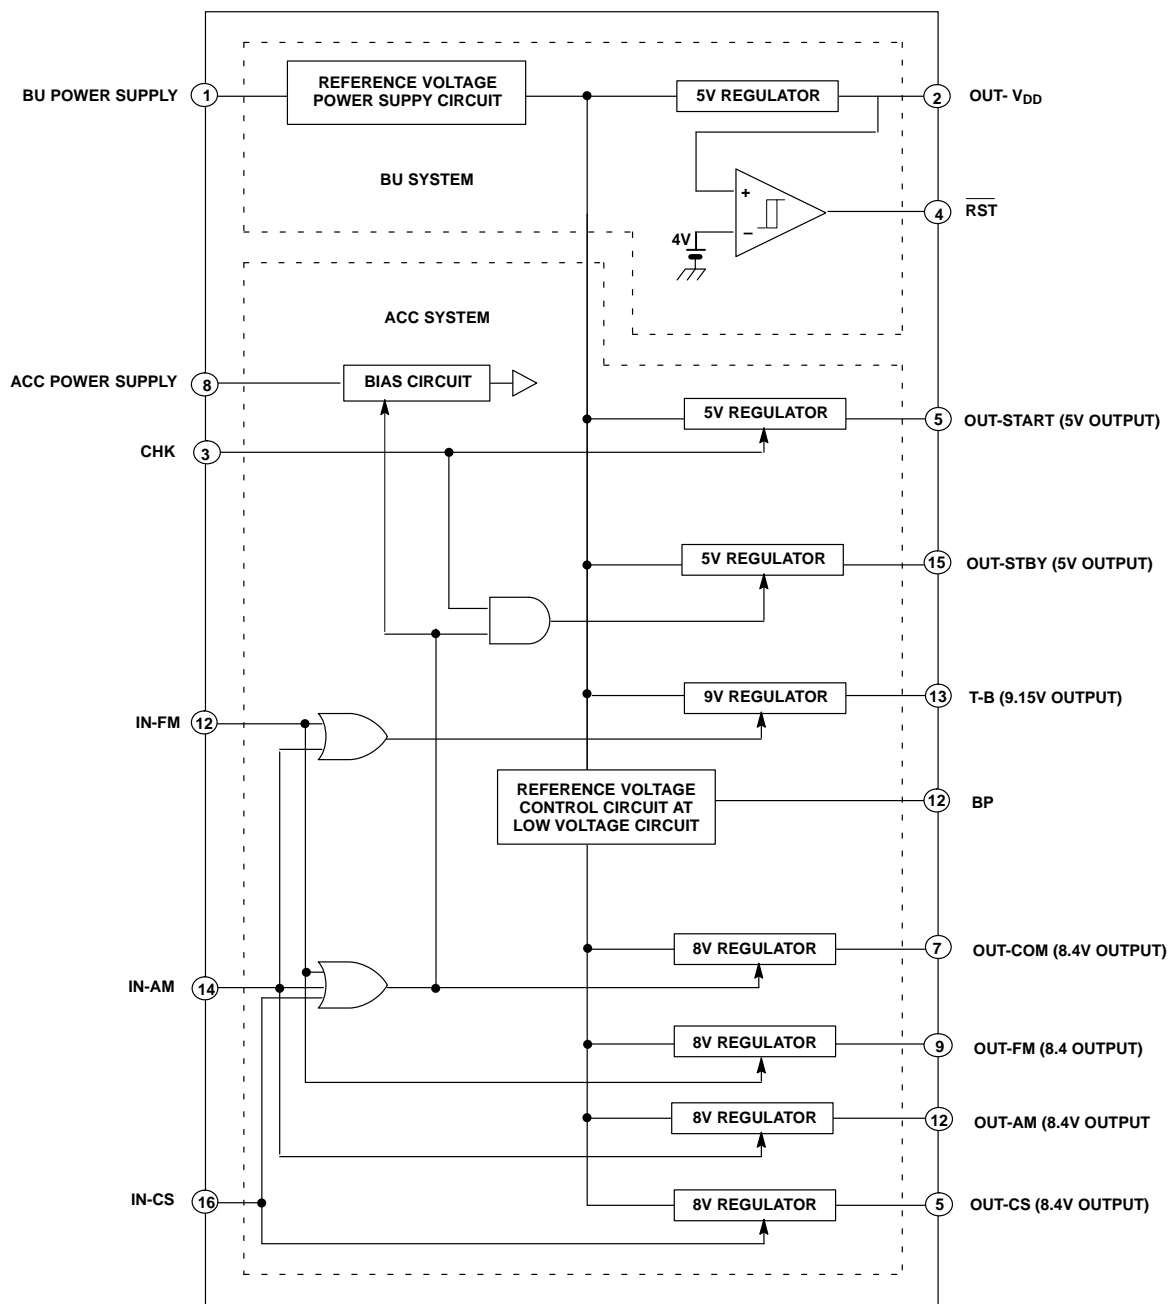 BU POWER SUPPLY
1
REFERENCE VOLTAGE
POWER SUPPY CIRCUIT
5V REGULATOR
2
OUT- VDD
BU SYSTEM
+
−
4V
4
RST
ACC SYSTEM
ACC POWER SUPPLY
8
BIAS CIRCUIT
5V REGULATOR
5
OUT-START (5V OUTPUT)
CHK
3
5V REGULATOR
15
OUT-STBY (5V OUTPUT)
IN-FM
12
9V REGULATOR
13
T-B (9.15V OUTPUT)
REFERENCE VOLTAGE
CONTROL CIRCUIT AT
LOW VOLTAGE CIRCUIT
12
BP
8V REGULATOR
7
OUT-COM (8.4V OUTPUT)
IN-AM
14
8V REGULATOR
9
OUT-FM (8.4 OUTPUT)
8V REGULATOR
12
OUT-AM (8.4V OUTPUT
IN-CS
16
8V REGULATOR
5
OUT-CS (8.4V OUTPUT)